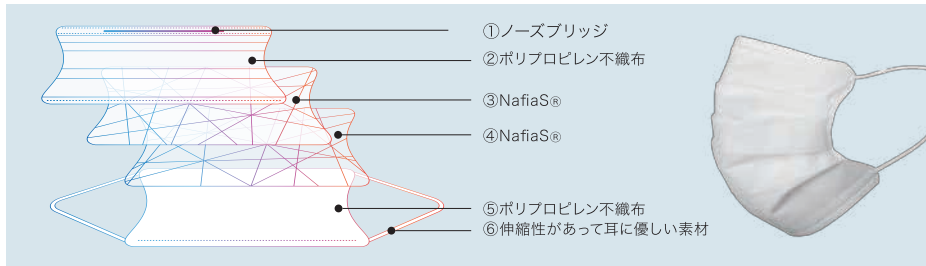 ①ノーズブリッジ
②ポリプロピレン不織布
③NafiaS®
④NafiaS®
⑤ポリプロピレン不織布
⑥伸縮性があって耳に優しい素材